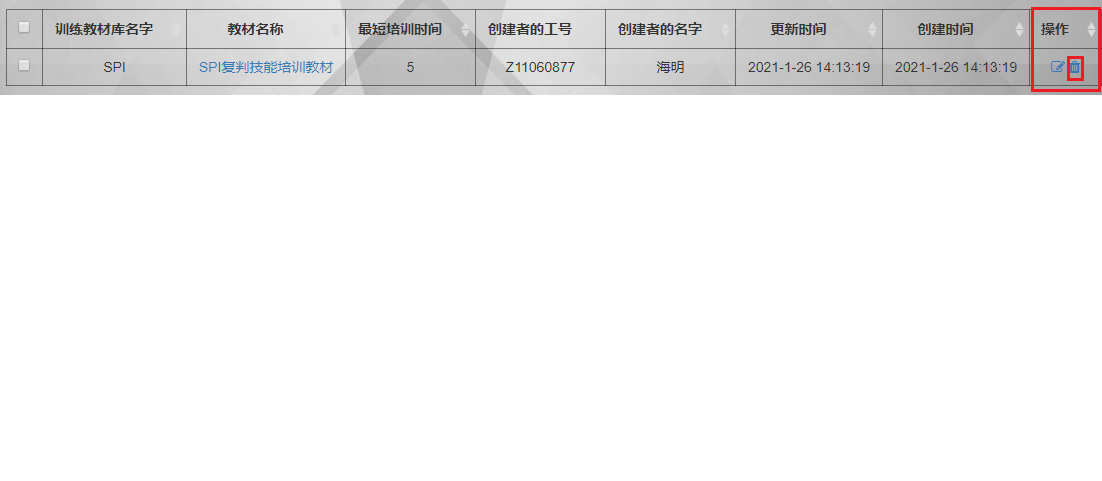 训练教材库名字 教材名称 最短培训时间 创建者的工号 创建者的名字 更新时间 创建时间 操作
SPI SPI复判技能培训教材 5 Z11060877 海明 2021-1-26 14:13:19 2021-1-26 14:13:19